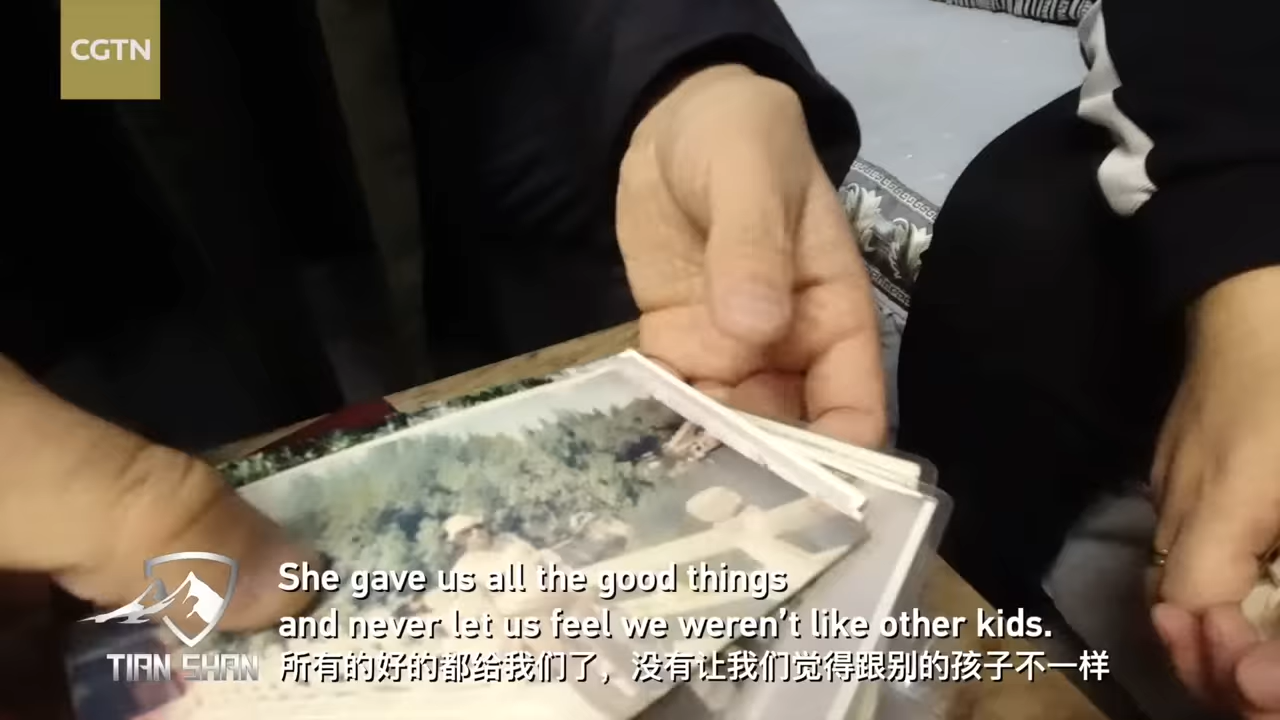 CGTN
She gave us all the good things
and never let us feel we weren't like other kids.
TIAN SHAN
所有的好的都给我们了，没有让我们觉得跟别的孩子不一样